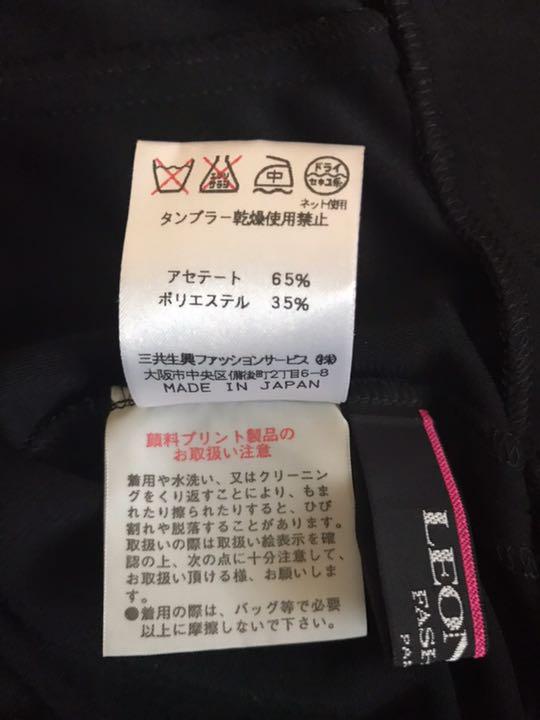 エンソ
サラシ
中
ドライ
セキユ系
ネット使用
タンブラー乾燥使用禁止
アセテート 65%
ポリエステル 35%
三共生興ファッションサービス ㈱
大阪市中央区備後町2丁目6-8
MADE IN JAPAN
顔料プリント製品の
お取扱い注意
着用や水洗い、又はクリーニン
グをくり返すことにより、もま
れたり擦られたりすると、ひび
割れや脱落することがあります。
取扱いの際は取扱い絵表示を確
認の上、次の点に十分注意して、
お取扱い頂ける様、お願いしま
す。
●着用の際は、バッグ等で必要
以上に摩擦しないで下さい。
LEON
FASH
PA